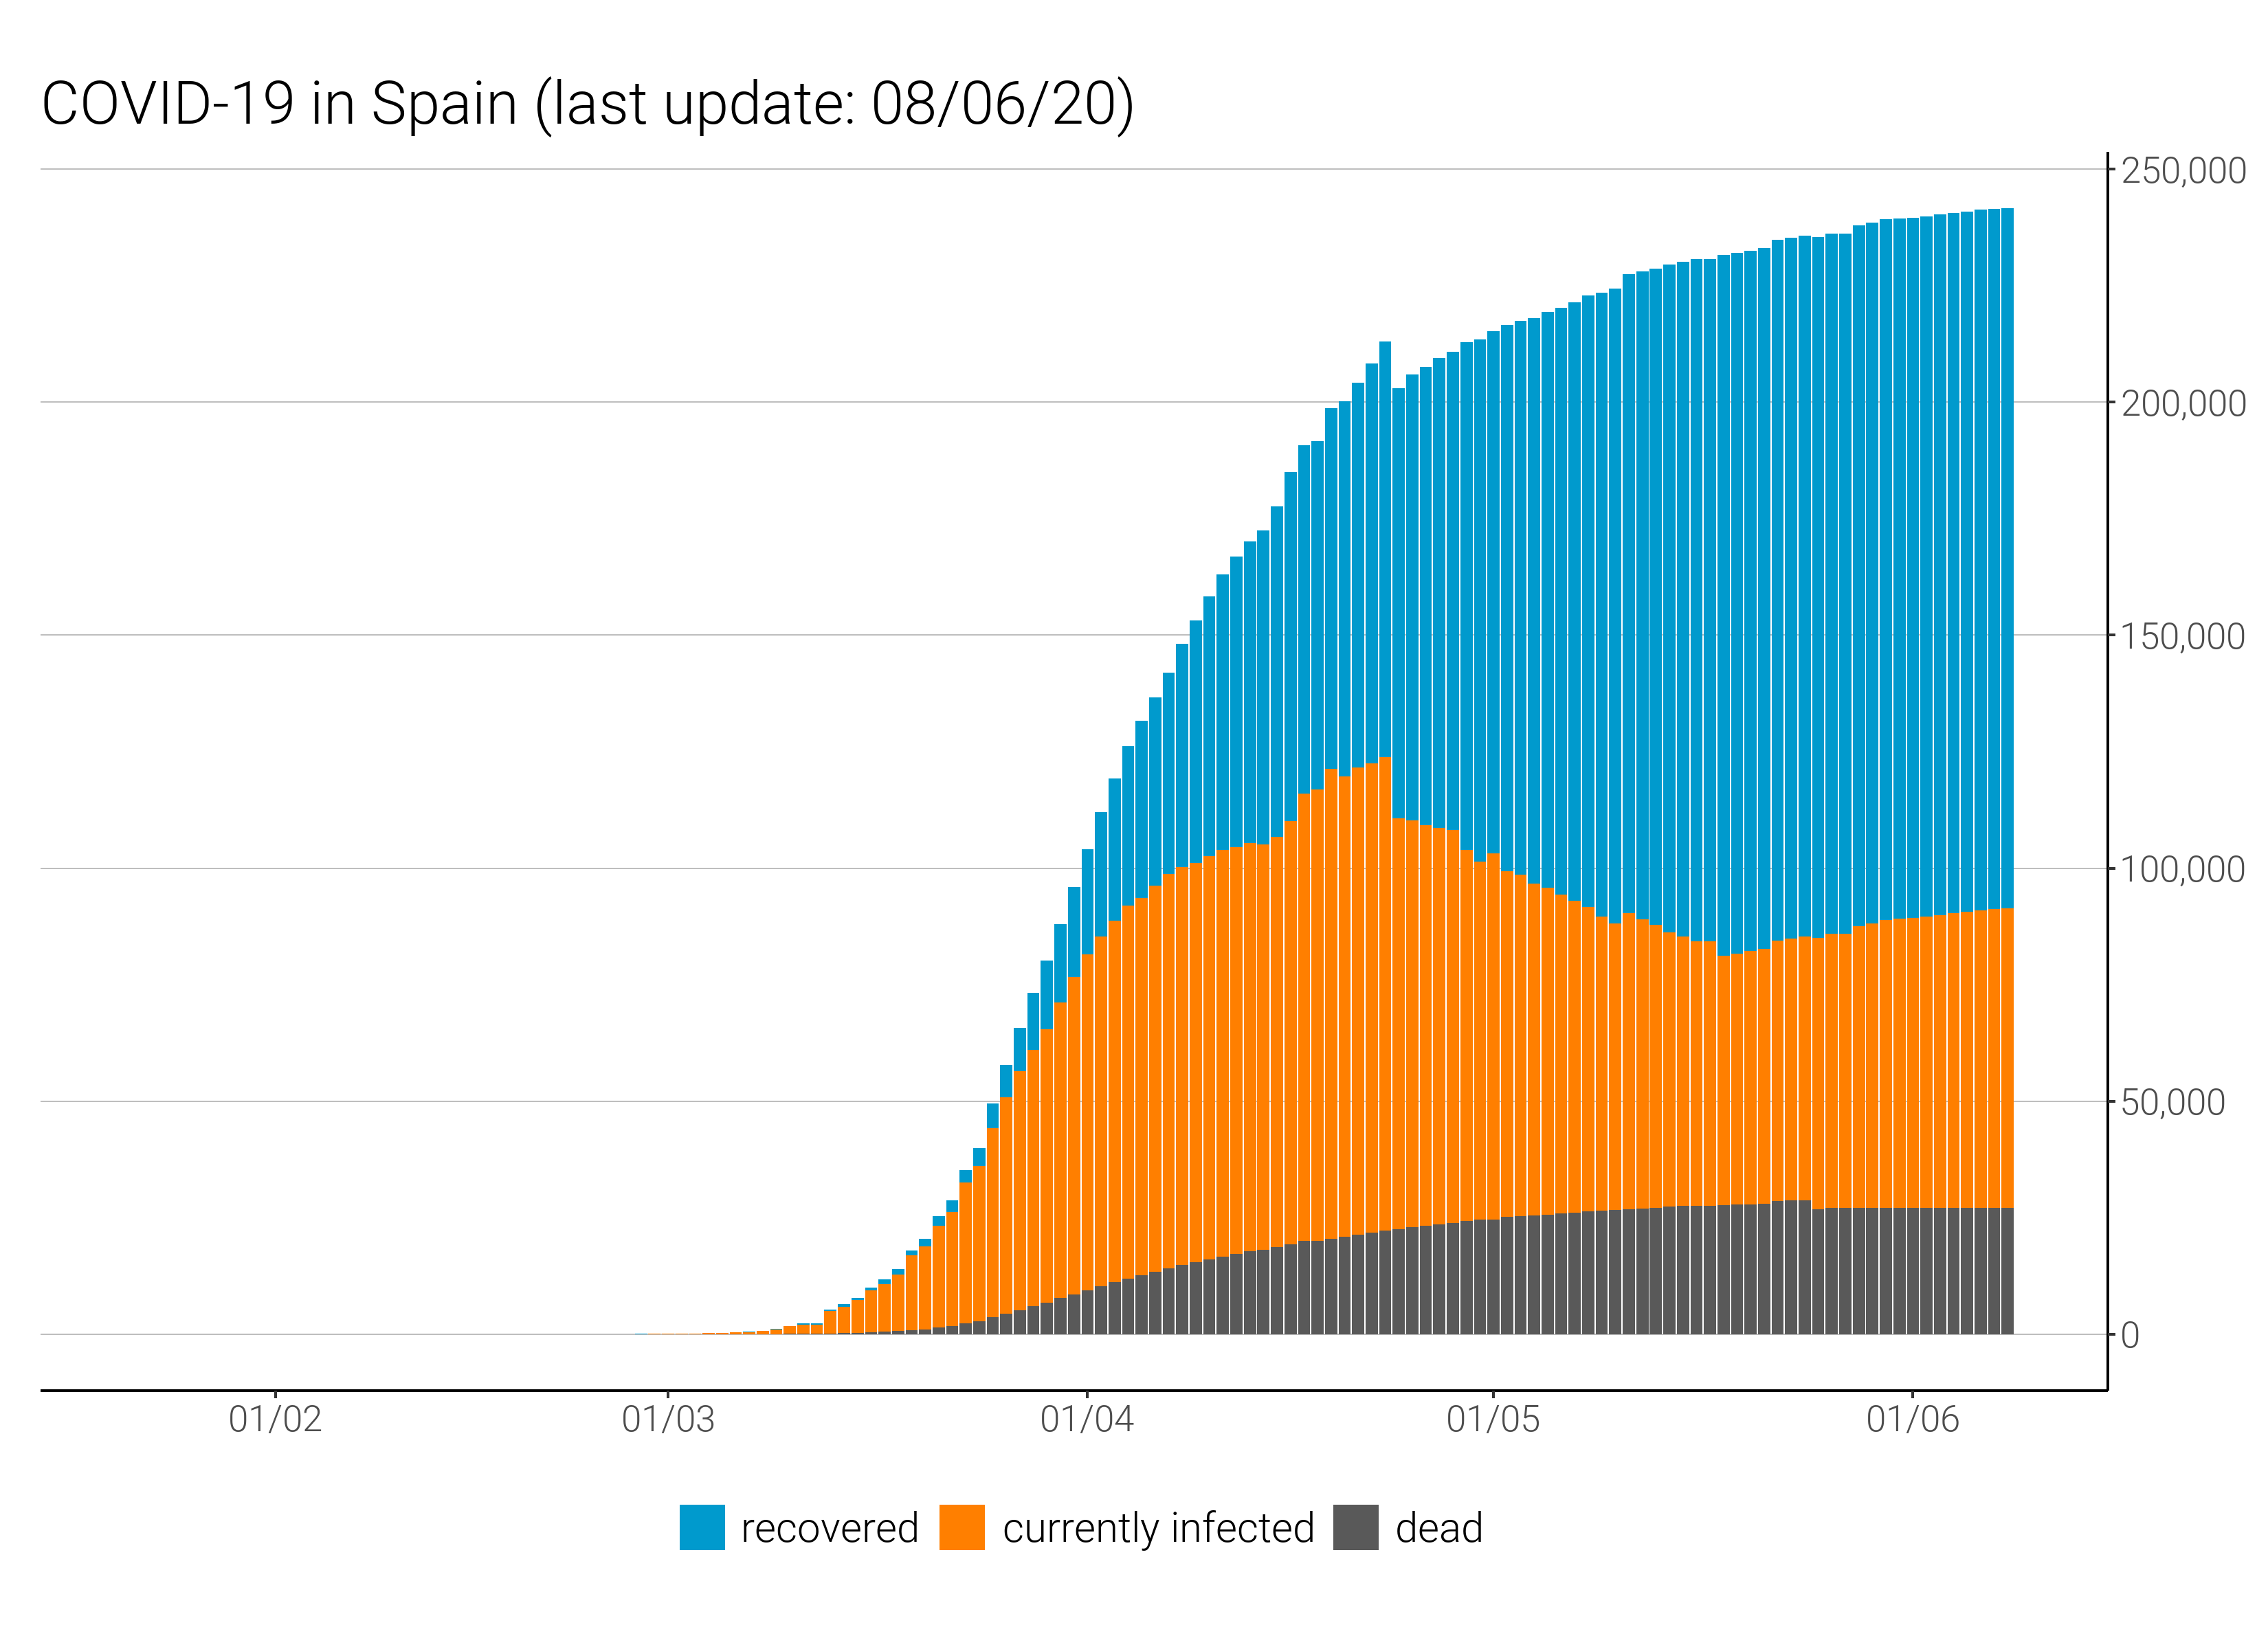 COVID-19 in Spain (last update: 08/06/20)
250,000
200,000
150,000
100,000
50,000
0
01/02 01/03 01/04 01/05 01/06
recovered currently infected dead